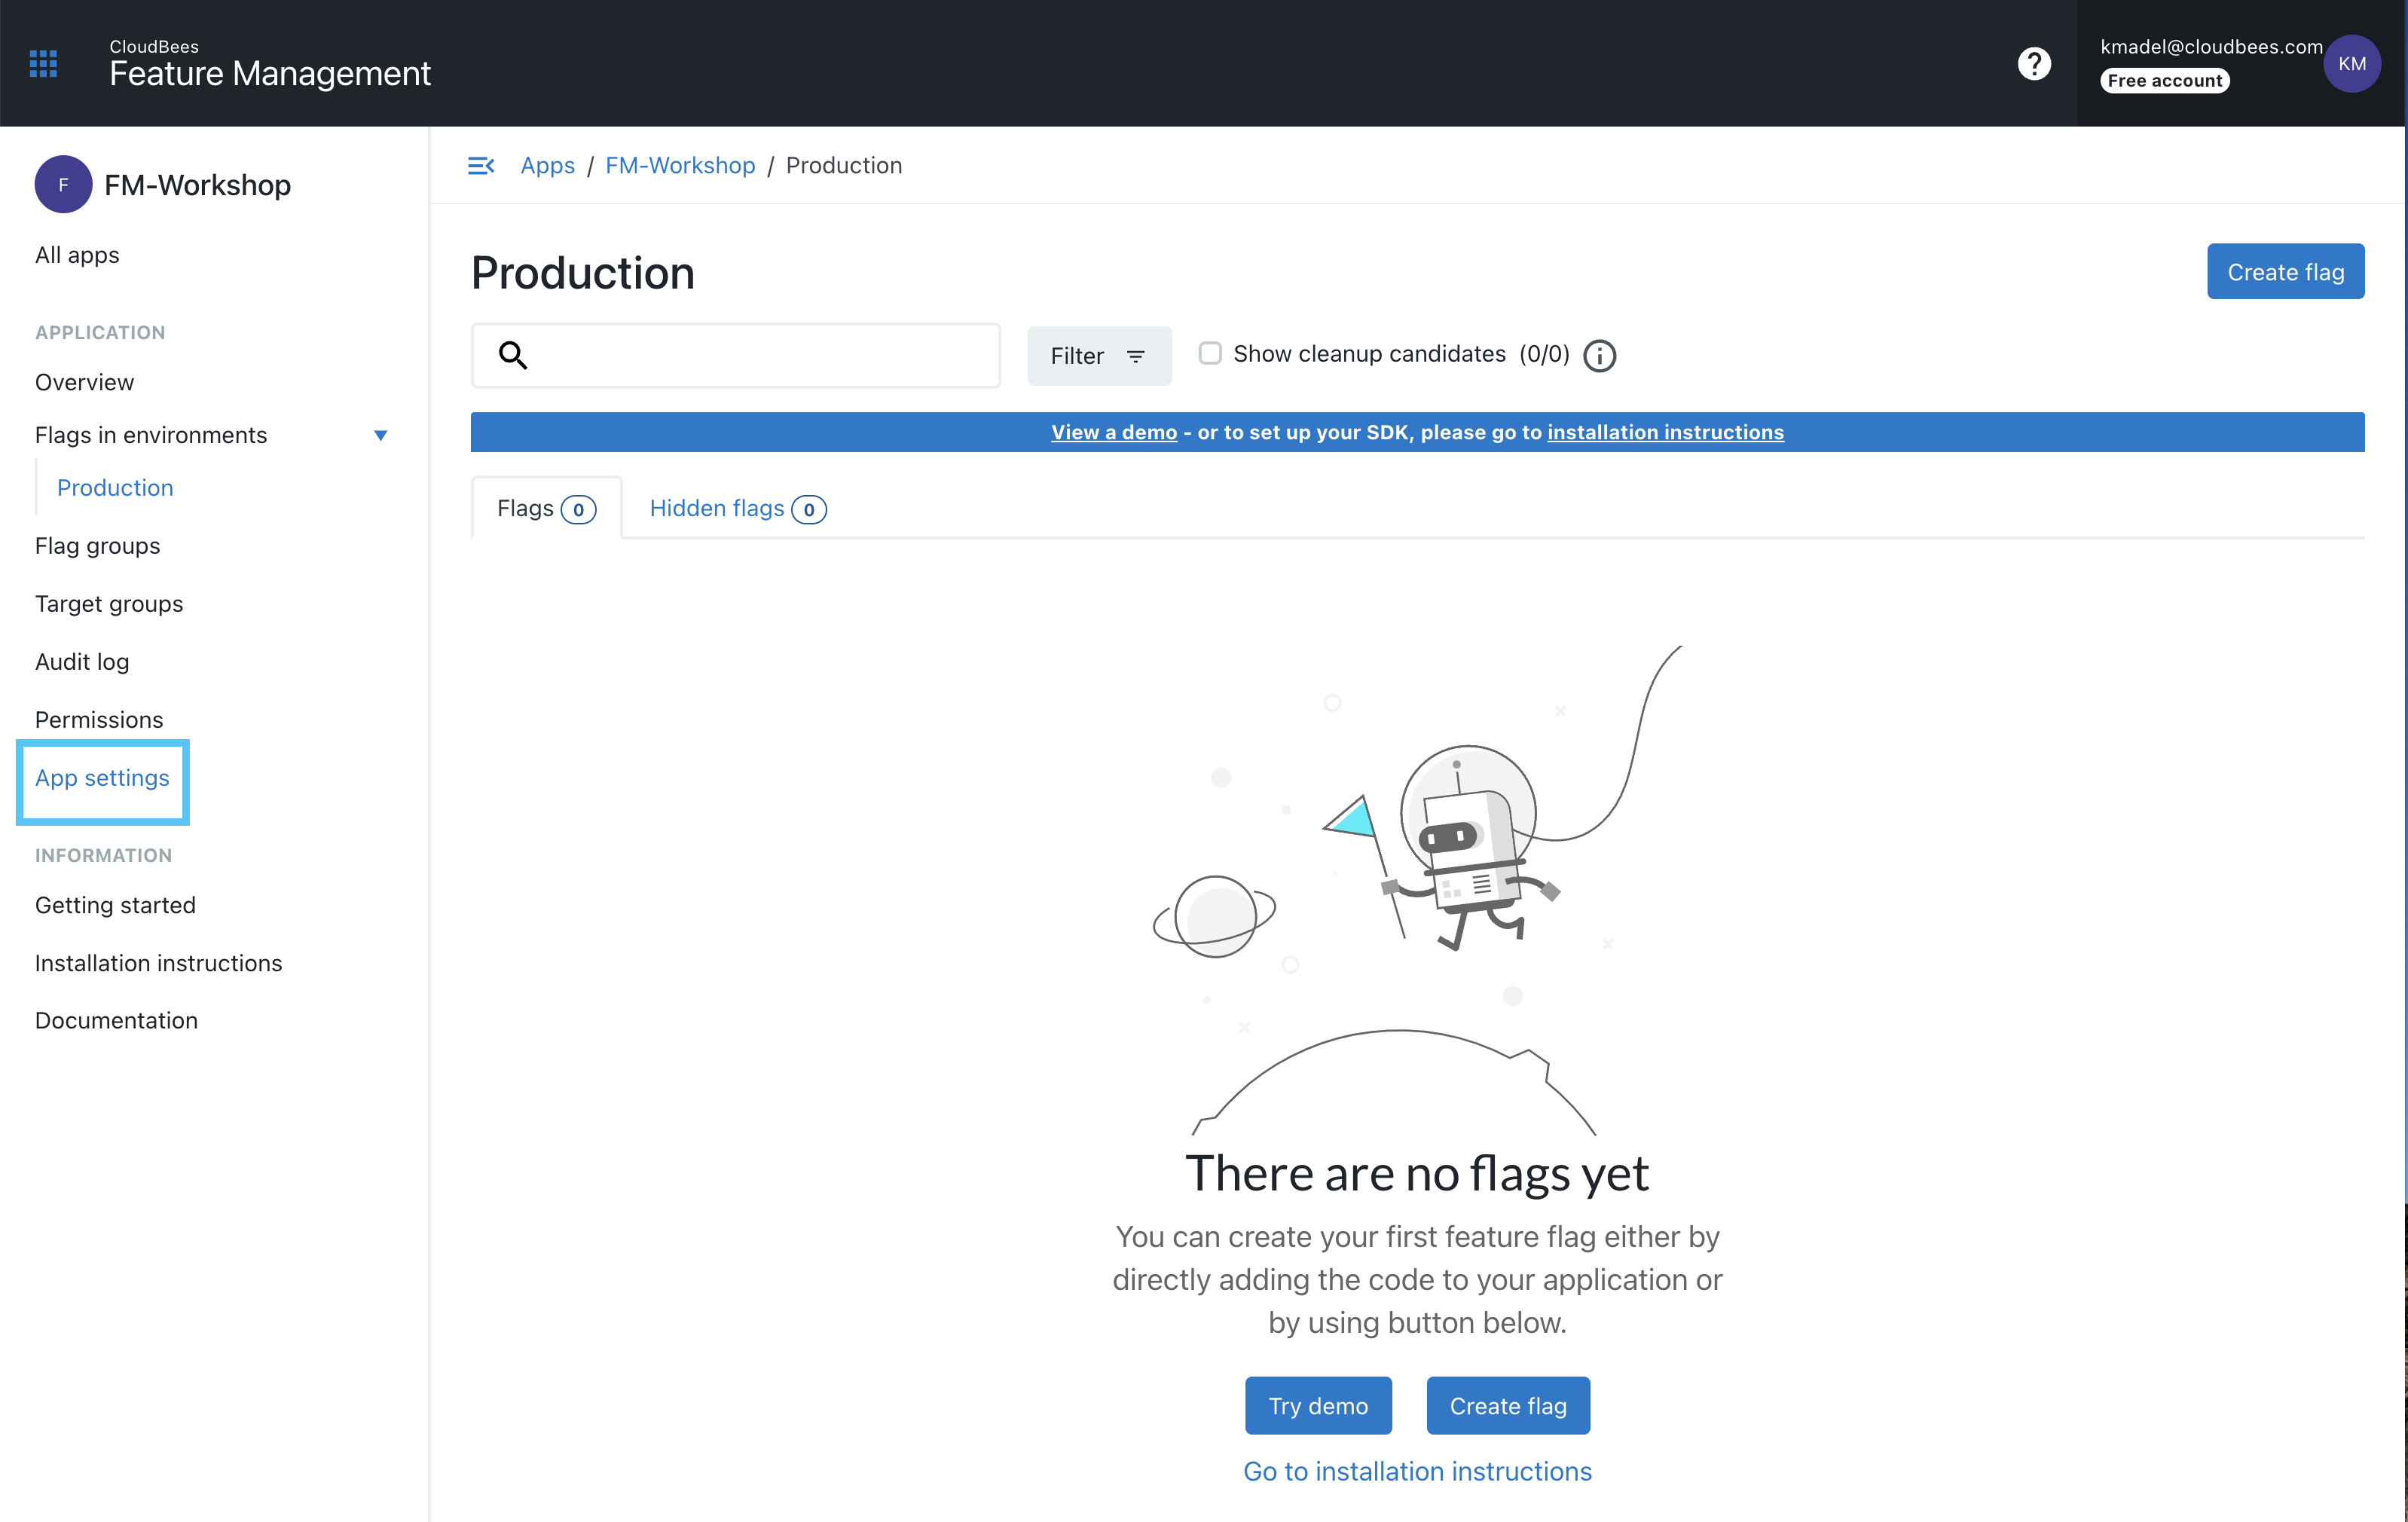 CloudBees
Feature Management
kmadel@cloudbees.com
Free account
KM
F
FM-Workshop
All apps
APPLICATION
Overview
Flags in environments
Production
Flag groups
Target groups
Audit log
Permissions
App settings
INFORMATION
Getting started
Installation instructions
Documentation
Apps / FM-Workshop / Production
Production
Create flag
Filter
Show cleanup candidates (0/0)
View a demo - or to set up your SDK, please go to installation instructions
Flags 0
Hidden flags 0
There are no flags yet
You can create your first feature flag either by
directly adding the code to your application or
by using button below.
Try demo
Create flag
Go to installation instructions